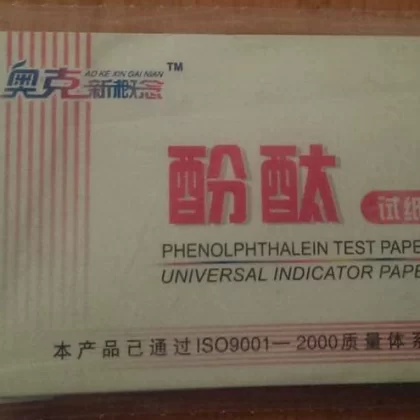 奥克 AO KE XIN GAI NIAN 新概念 ™
酚酞 试纸
PHENOLPHTHALEIN TEST PAPE
UNIVERSAL INDICATOR PAPE
本产品已通过ISO9001—2000质量体系